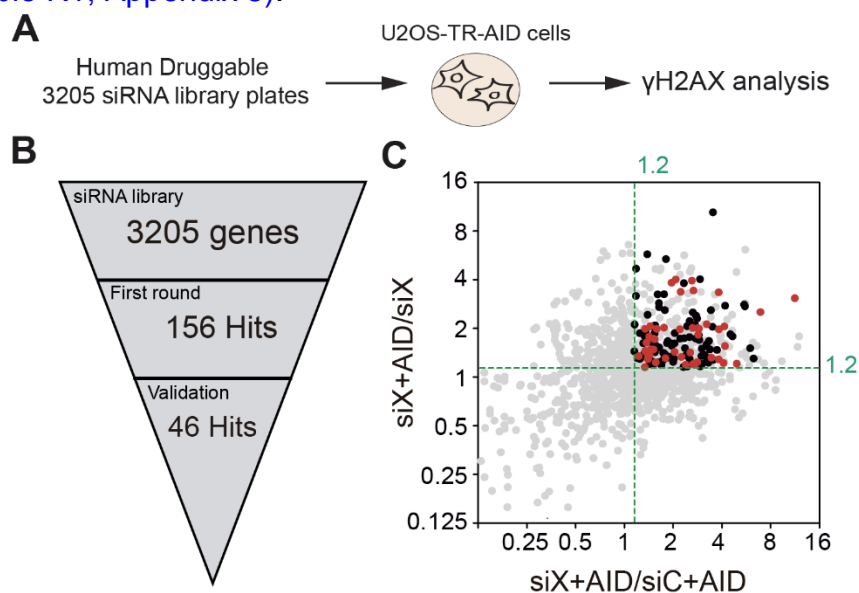 A
U2OS-TR-AID cells
Human Druggable
3205 siRNA library plates
γH2AX analysis
B
siRNA library
3205 genes
First round
156 Hits
Validation
46 Hits
C
1.2
16
8
4
2
1
0.5
0.25
0.125
siX+AID/siX
1.2
0.25 0.5 1 2 4 8 16
siX+AID/siC+AID